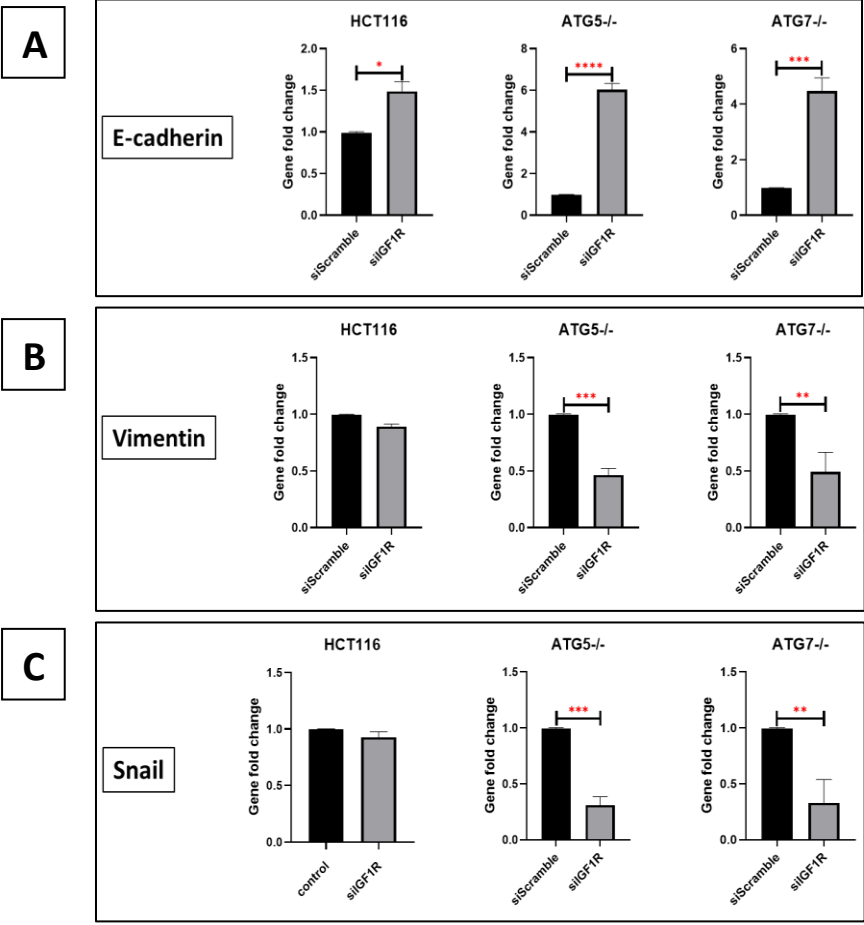 A
E-cadherin
HCT116
Gene fold change
2.0
1.5
1.0
0.5
0.0
*
siScramble
siIGF1R
ATG5-/-
Gene fold change
8
6
4
2
0
****
siScramble
siIGF1R
ATG7-/-
Gene fold change
6
4
2
0
***
siScramble
siIGF1R
B
Vimentin
HCT116
Gene fold change
1.5
1.0
0.5
0.0
siScramble
siIGF1R
ATG5-/-
Gene fold change
1.5
1.0
0.5
0.0
***
siScramble
siIGF1R
ATG7-/-
Gene fold change
1.5
1.0
0.5
0.0
**
siScramble
siIGF1R
C
Snail
HCT116
Gene fold change
1.5
1.0
0.5
0.0
control
siIGF1R
ATG5-/-
Gene fold change
1.5
1.0
0.5
0.0
***
siScramble
siIGF1R
ATG7-/-
Gene fold change
1.5
1.0
0.5
0.0
**
siScramble
siIGF1R